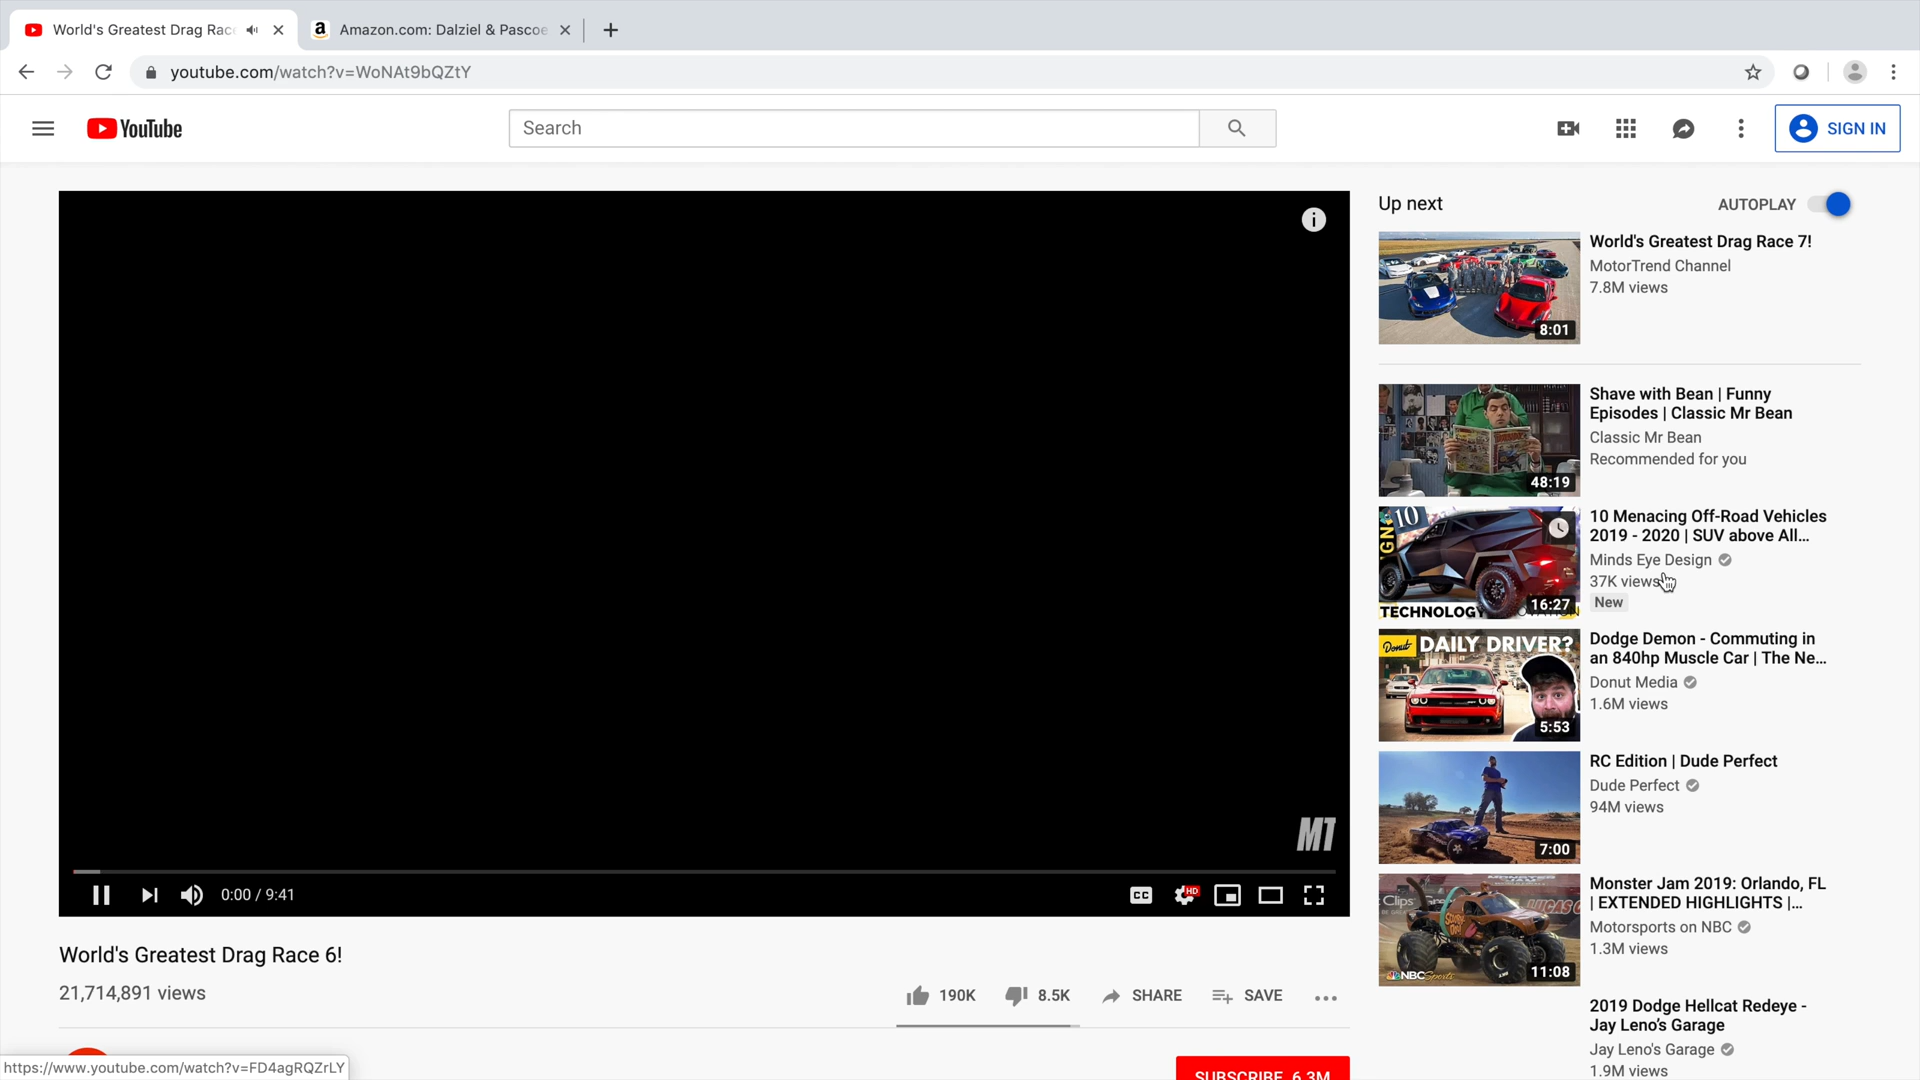 World's Greatest Drag Rac
Amazon.com: Dalziel & Pascoe
youtube.com/watch?v=WoNAt9bQZtY
YouTube
Search
SIGN IN
Up next
AUTOPLAY
World's Greatest Drag Race 7!
MotorTrend Channel
7.8M views
8:01
Shave with Bean | Funny
Episodes | Classic Mr Bean
Classic Mr Bean
Recommended for you
48:19
10 Menacing Off-Road Vehicles
2019 - 2020 | SUV above All...
Minds Eye Design
37K views
New
10
TECHNOLOGY
16:27
Dodge Demon - Commuting in
an 840hp Muscle Car | The Ne...
Donut Media
1.6M views
Donut
DAILY DRIVER?
5:53
RC Edition | Dude Perfect
Dude Perfect
94M views
7:00
Monster Jam 2019: Orlando, FL
| EXTENDED HIGHLIGHTS |...
Motorsports on NBC
1.3M views
NBC Sports
11:08
2019 Dodge Hellcat Redeye -
Jay Leno's Garage
Jay Leno's Garage
1.9M views
MT
0:00 / 9:41
CC
HD
World's Greatest Drag Race 6!
21,714,891 views
190K
8.5K
SHARE
SAVE
SUBSCRIBE 6.3M
https://www.youtube.com/watch?v=FD4agRQZrLY